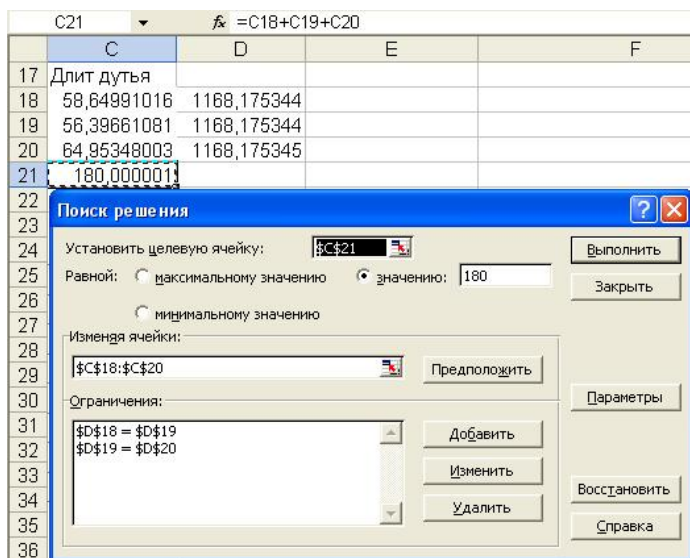 C21 fx =C18+C19+C20
C D E F
17 Длит дутья
18 58,64991016 1168,175344
19 56,39661081 1168,175344
20 64,95348003 1168,175345
21 180,000001
22
Поиск решения
23
24 Установить целевую ячейку: $C$21 Выполнить
25 Равной: максимальному значению значению: 180 Закрыть
26
минимальному значению
27
Изменяя ячейки:
28
29 $C$18:$C$20 Предположить
30 Ограничения: Параметры
31 $D$18 = $D$19 Добавить
32 $D$19 = $D$20
33 Изменить
34 Удалить Восстановить
35 Справка
36